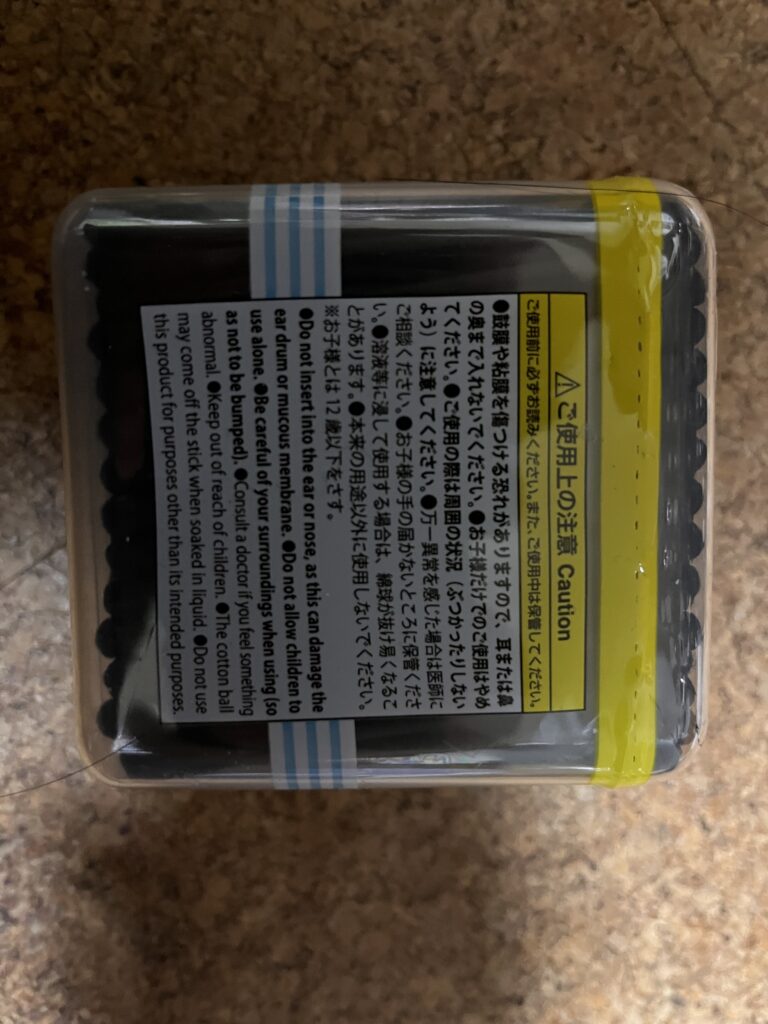 ⚠ご使用上の注意 Caution
ご使用前に必ずお読みください。また、ご使用中は保管してください。
●鼓膜や粘膜を傷つける恐れがありますので、耳または鼻
の奥まで入れないでください。●お子様だけでのご使用はやめ
てください。●ご使用の際は周囲の状況（ぶつかったりしない
よう）に注意してください。●万一異常を感じた場合は医師に
ご相談ください。●お子様の手の届かないところに保管くださ
い。●溶液等に浸して使用する場合は、綿球が抜け易くなるこ
とがあります。●本来の用途以外に使用しないでください。
※お子様とは12歳以下をさす。
●Do not insert into the ear or nose, as this can damage the
ear drum or mucous membrane. ●Do not allow children to
use alone. ●Be careful of your surroundings when using (so
as not to be bumped). ●Consult a doctor if you feel something
abnormal. ●Keep out of reach of children. ●The cotton ball
may come off the stick when soaked in liquid. ●Do not use
this product for purposes other than its intended purposes.